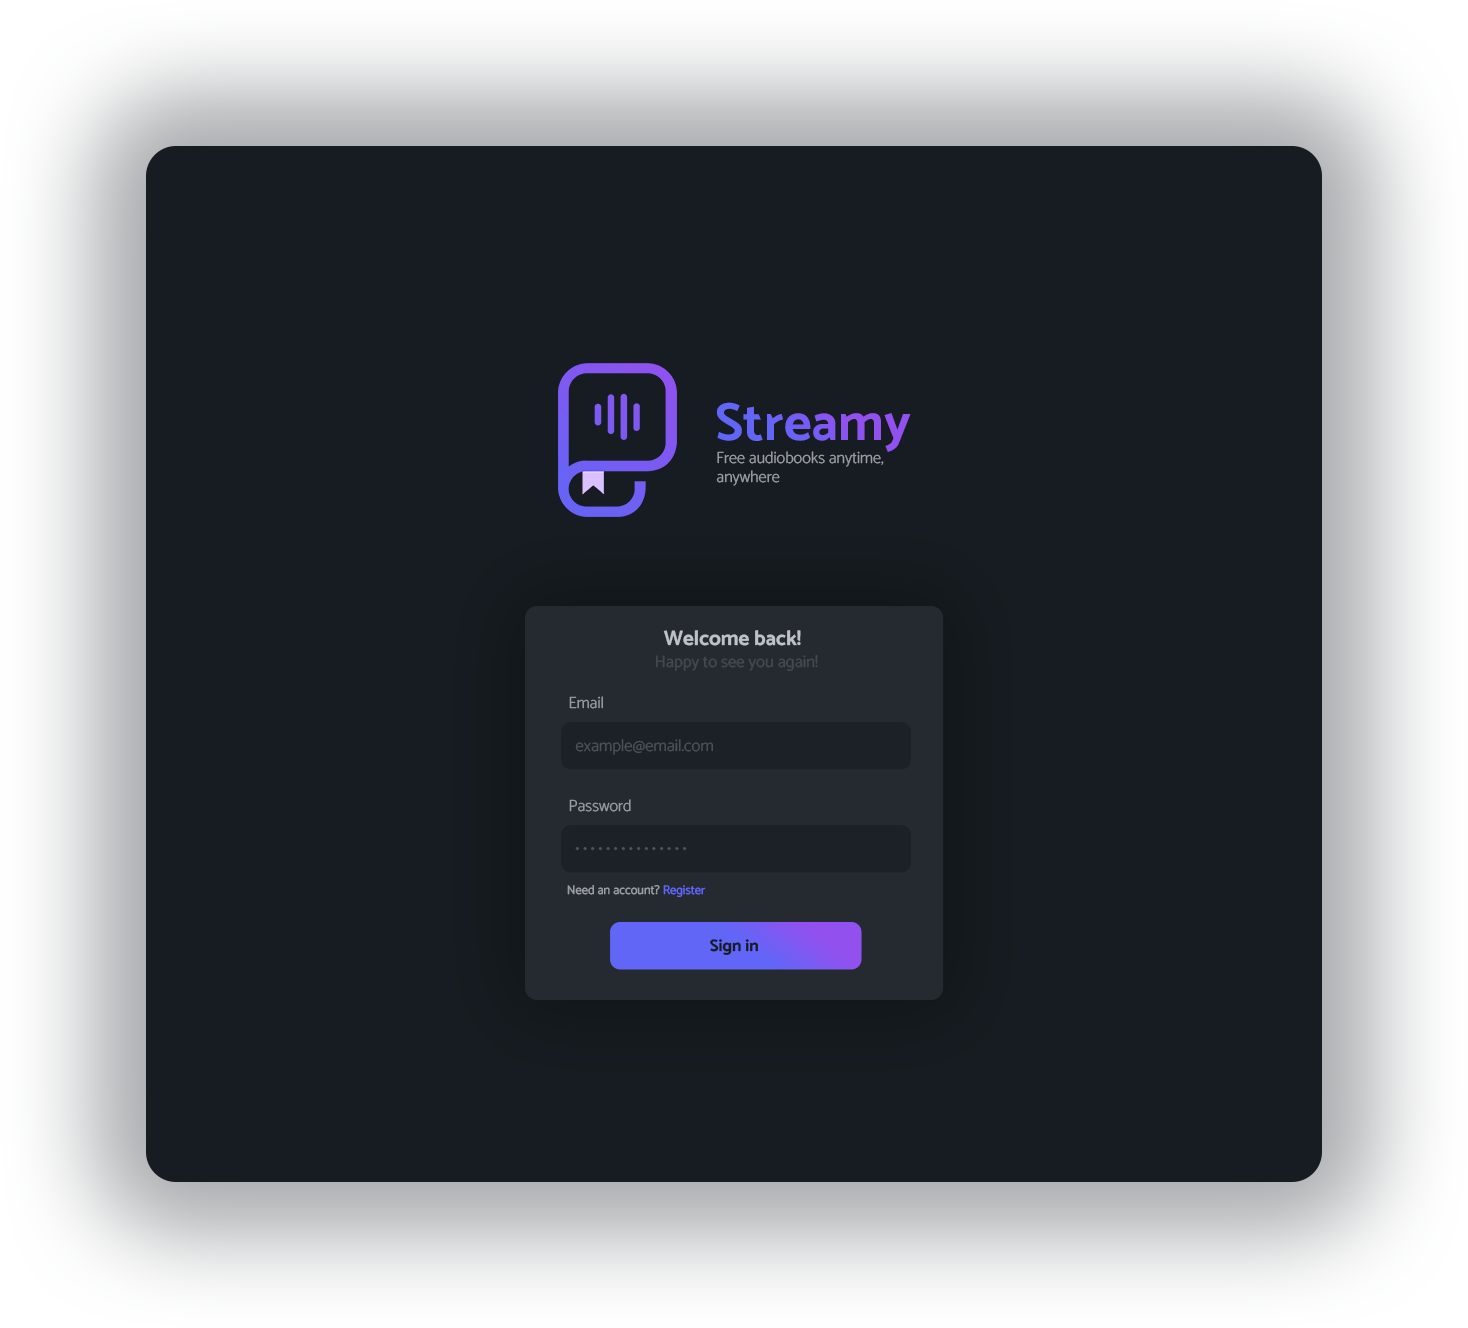 Streamy
Free audiobooks anytime,
anywhere
Welcome back!
Happy to see you again!
Email
example@email.com
Password
Need an account? Register
Sign in